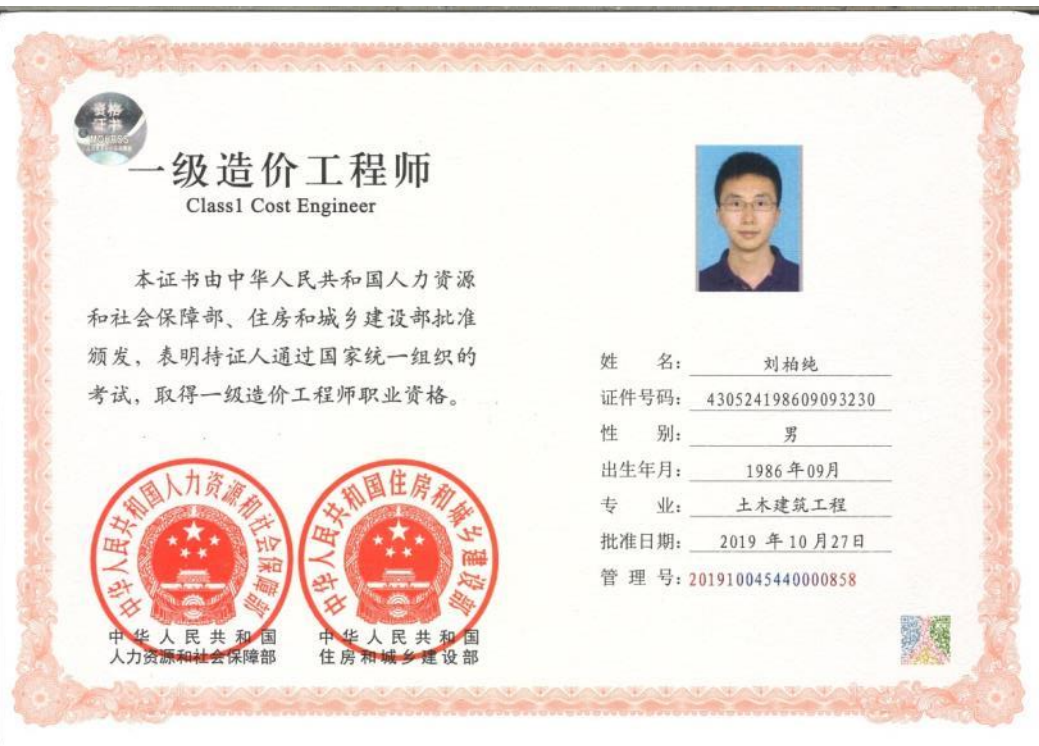 资格
证书
MOHRSS
一级造价工程师
Class1 Cost Engineer
本证书由中华人民共和国人力资源
和社会保障部、住房和城乡建设部批准
颁发，表明持证人通过国家统一组织的
考试，取得一级造价工程师职业资格。
中华人民共和国人力资源和社会保障部
中华人民共和国住房和城乡建设部
中华人民共和国
人力资源和社会保障部
中华人民共和国
住房和城乡建设部
姓 名：刘柏纯
证件号码：430524198609093230
性 别：男
出生年月：1986年09月
专 业：土木建筑工程
批准日期：2019 年 10 月27日
管 理 号：201910045440000858